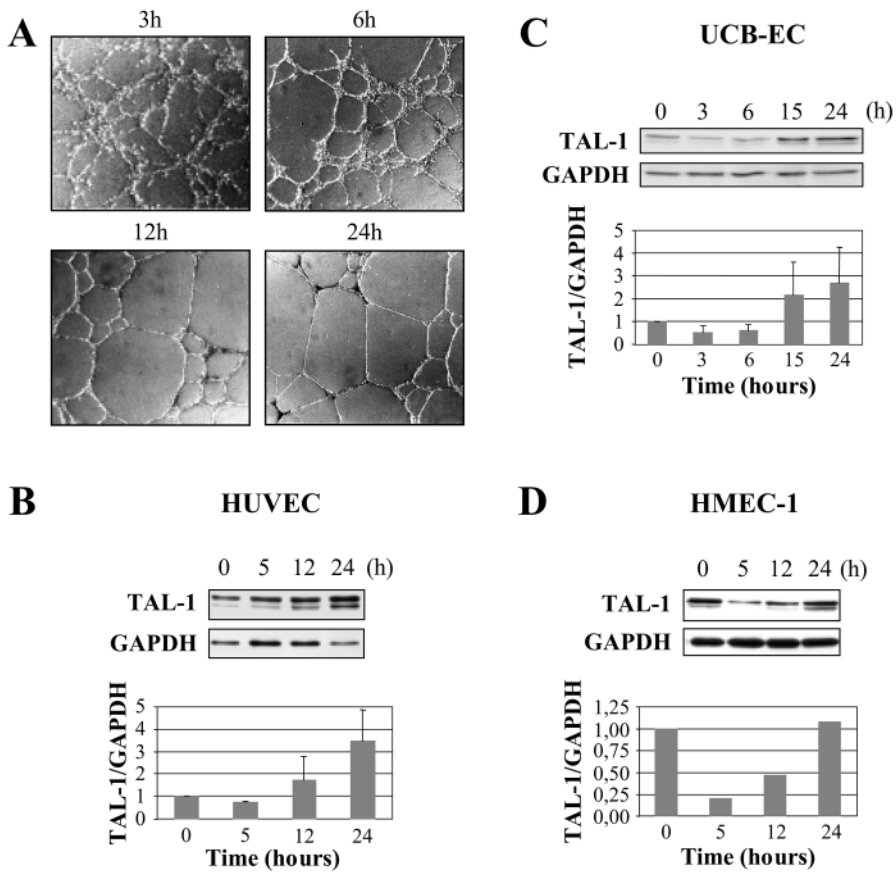 A
3h 6h
12h 24h
B
HUVEC
0 5 12 24 (h)
TAL-1
GAPDH
TAL-1/GAPDH
5
4
3
2
1
0
0 5 12 24
Time (hours)
C
UCB-EC
0 3 6 15 24 (h)
TAL-1
GAPDH
TAL-1/GAPDH
5
4
3
2
1
0
0 3 6 15 24
Time (hours)
D
HMEC-1
0 5 12 24 (h)
TAL-1
GAPDH
TAL-1/GAPDH
1,25
1,00
0,75
0,50
0,25
0,00
0 5 12 24
Time (hours)